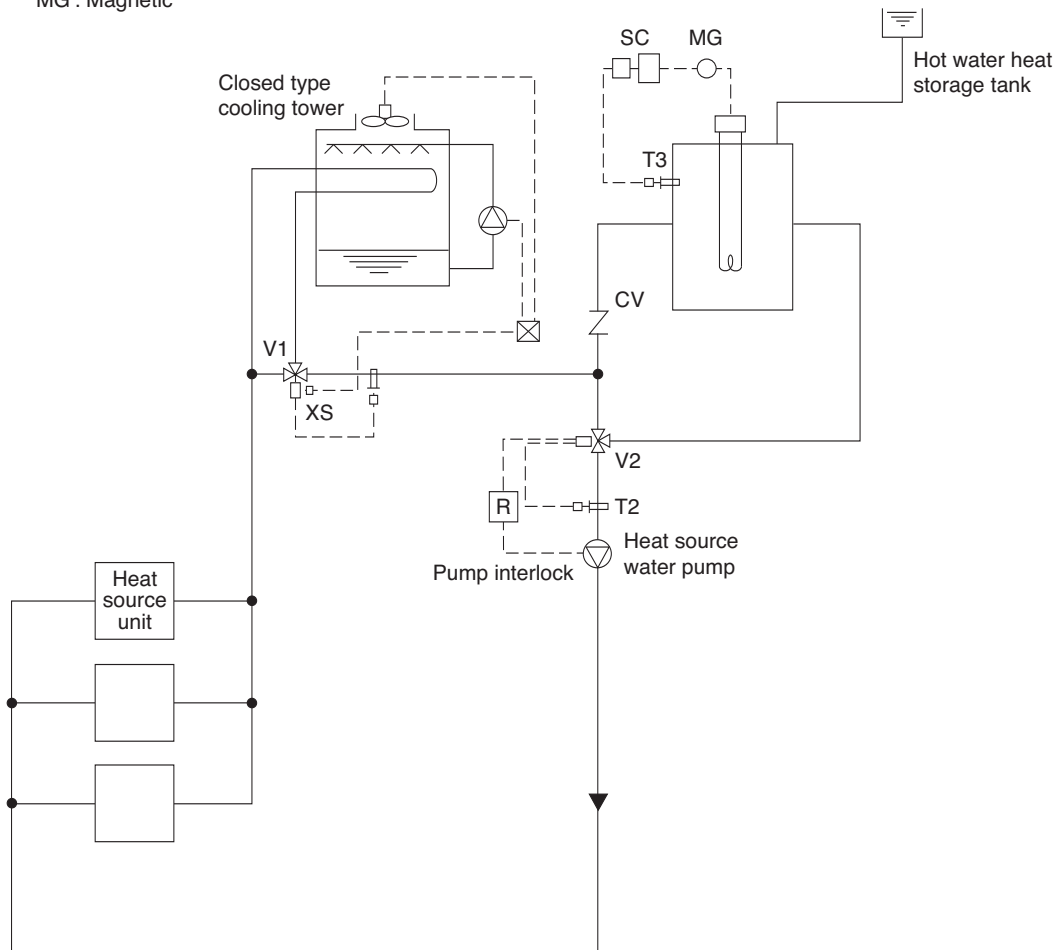 MG : Magnetic
SC
MG
Hot water heat
storage tank
Closed type
cooling tower
T3
CV
V1
XS
V2
R
T2
Heat source
water pump
Pump interlock
Heat
source
unit